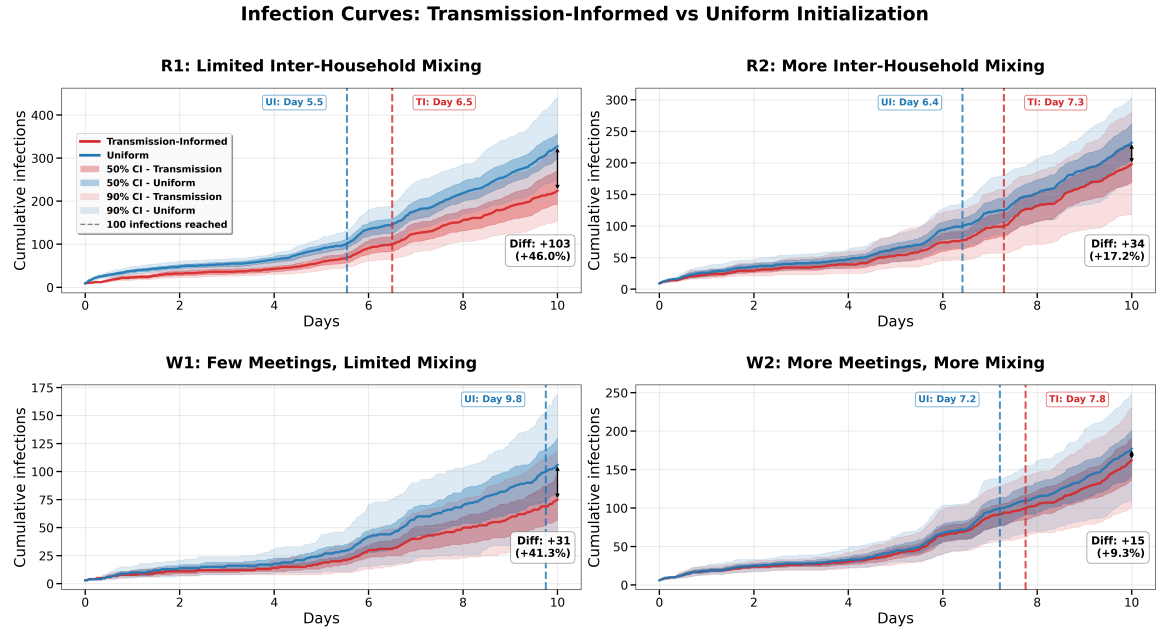 Infection Curves: Transmission-Informed vs Uniform Initialization
R1: Limited Inter-Household Mixing
Cumulative infections
400
300
200
100
0
0 2 4 6 8 10
Days
UI: Day 5.5
TI: Day 6.5
Transmission-Informed
Uniform
50% CI - Transmission
50% CI - Uniform
90% CI - Transmission
90% CI - Uniform
100 infections reached
Diff: +103
(+46.0%)
R2: More Inter-Household Mixing
Cumulative infections
300
250
200
150
100
50
0
0 2 4 6 8 10
Days
UI: Day 6.4
TI: Day 7.3
Diff: +34
(+17.2%)
W1: Few Meetings, Limited Mixing
Cumulative infections
175
150
125
100
75
50
25
0
0 2 4 6 8 10
Days
UI: Day 9.8
Diff: +31
(+41.3%)
W2: More Meetings, More Mixing
Cumulative infections
250
200
150
100
50
0
0 2 4 6 8 10
Days
UI: Day 7.2
TI: Day 7.8
Diff: +15
(+9.3%)